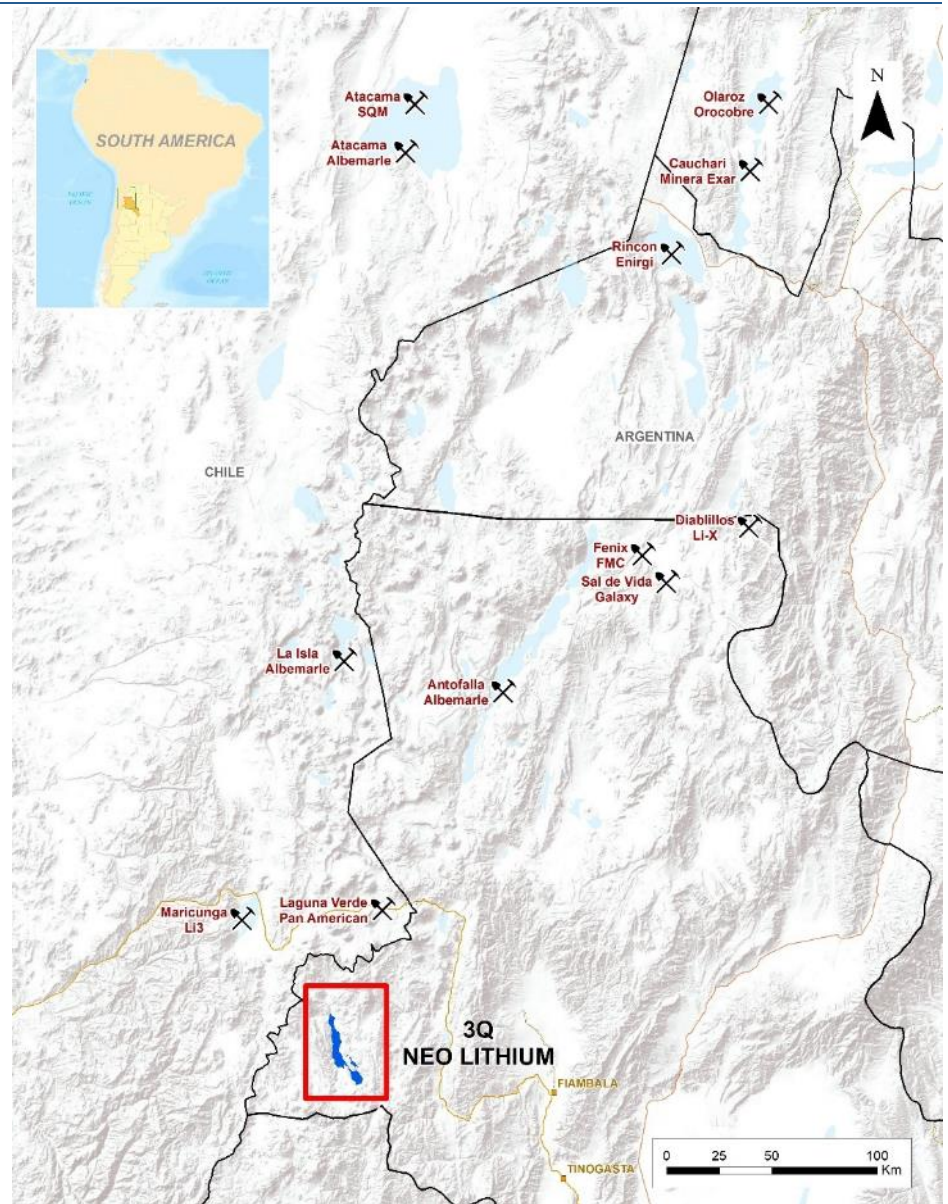 SOUTH AMERICA
N
Atacama
SQM
Atacama
Albemarle
Olaroz
Orocobre
Cauchari
Minera Exar
Rincon
Enirgi
ARGENTINA
CHILE
Diablillos
Li-X
Fenix
FMC
Sal de Vida
Galaxy
La Isla
Albemarle
Antofalla
Albemarle
Maricunga
Li3
Laguna Verde
Pan American
3Q
NEO LITHIUM
FIAMBALA
TINOGASTA
0 25 50 100
Km